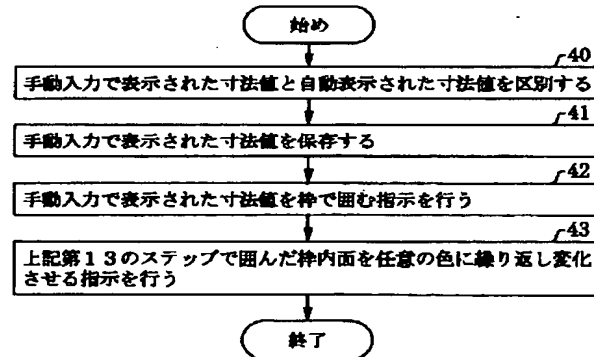 始め
40
手動入力で表示された寸法値と自動表示された寸法値を区別する
41
手動入力で表示された寸法値を保存する
42
手動入力で表示された寸法値を枠で囲む指示を行う
43
上記第13のステップで囲んだ枠内面を任意の色に繰り返し変化
させる指示を行う
終了